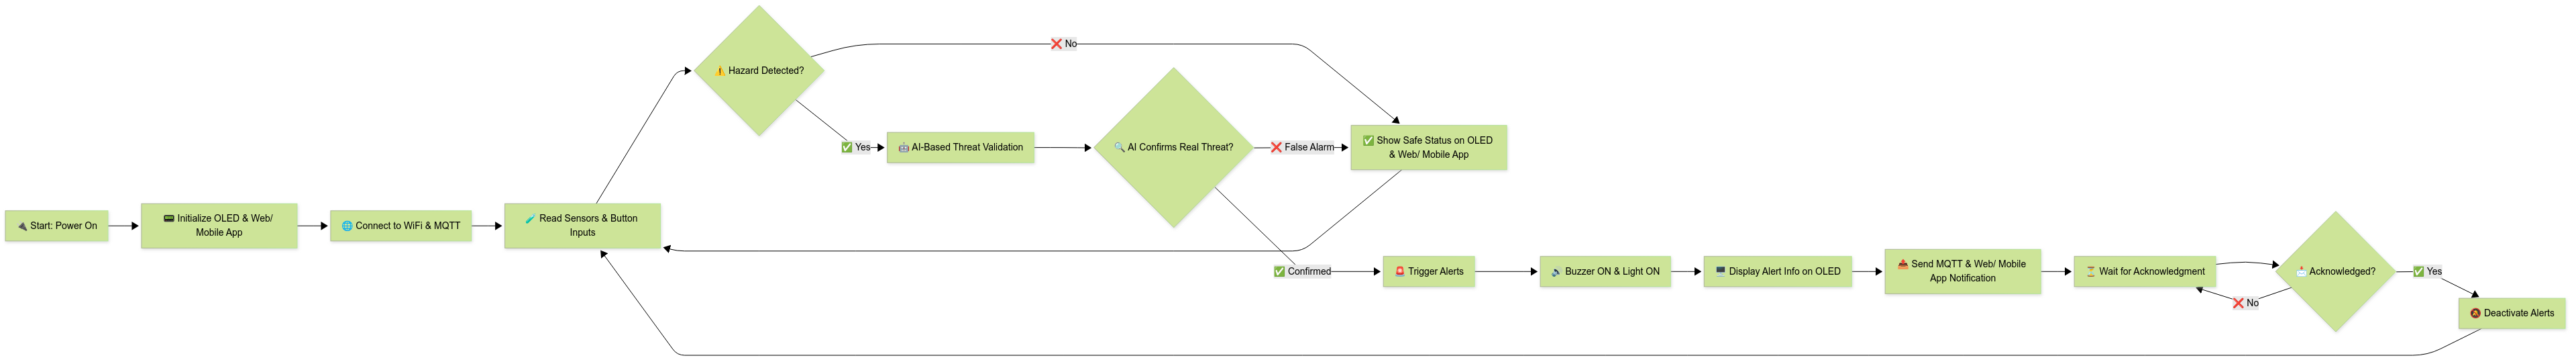 🔌 Start: Power On
📟 Initialize OLED & Web/
Mobile App
🌐 Connect to WiFi & MQTT
🧪 Read Sensors & Button
Inputs
⚠️ Hazard Detected?
❌ No
✅ Yes
🤖 AI-Based Threat Validation
🔍 AI Confirms Real Threat?
❌ False Alarm
✅ Show Safe Status on OLED
& Web/ Mobile App
✅ Confirmed
🚨 Trigger Alerts
🔊 Buzzer ON & Light ON
🖥️ Display Alert Info on OLED
📤 Send MQTT & Web/ Mobile
App Notification
⏳ Wait for Acknowledgment
📩 Acknowledged?
❌ No
✅ Yes
🔕 Deactivate Alerts